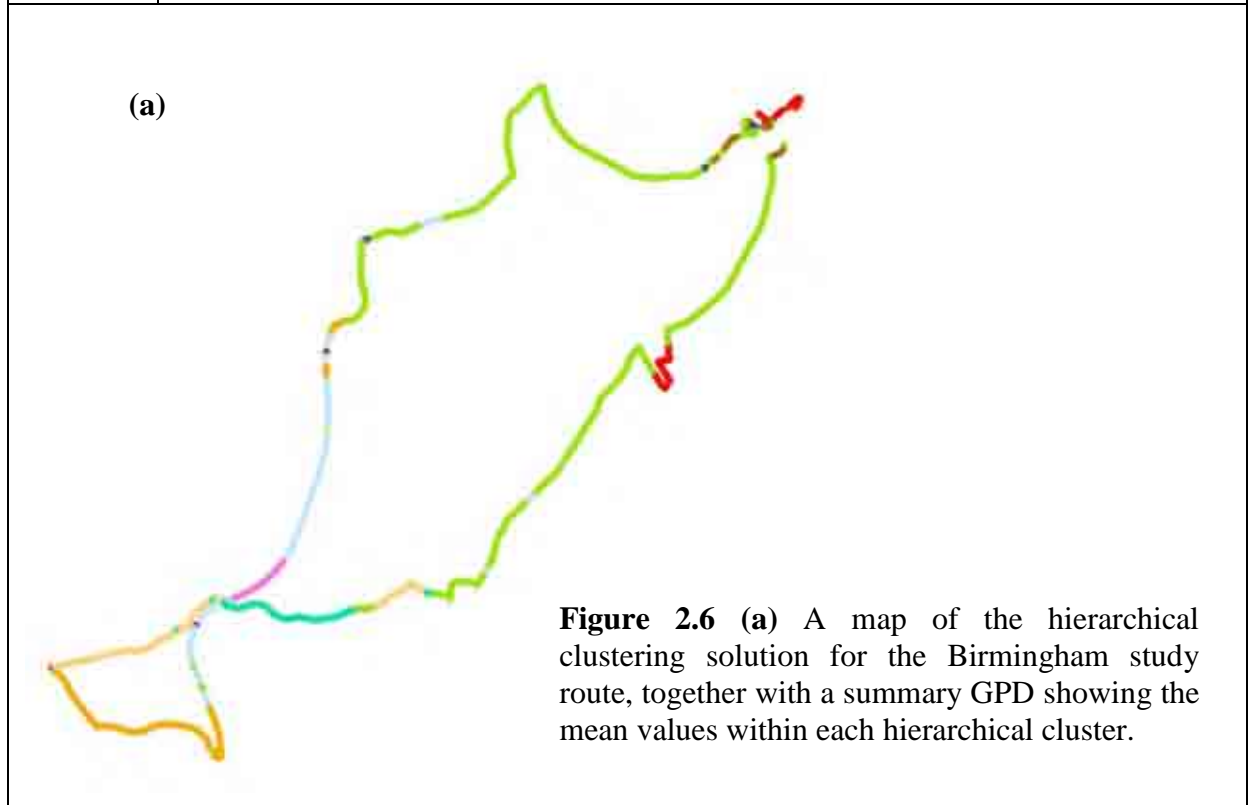 (a)
Figure 2.6 (a) A map of the hierarchical
clustering solution for the Birmingham study
route, together with a summary GPD showing the
mean values within each hierarchical cluster.